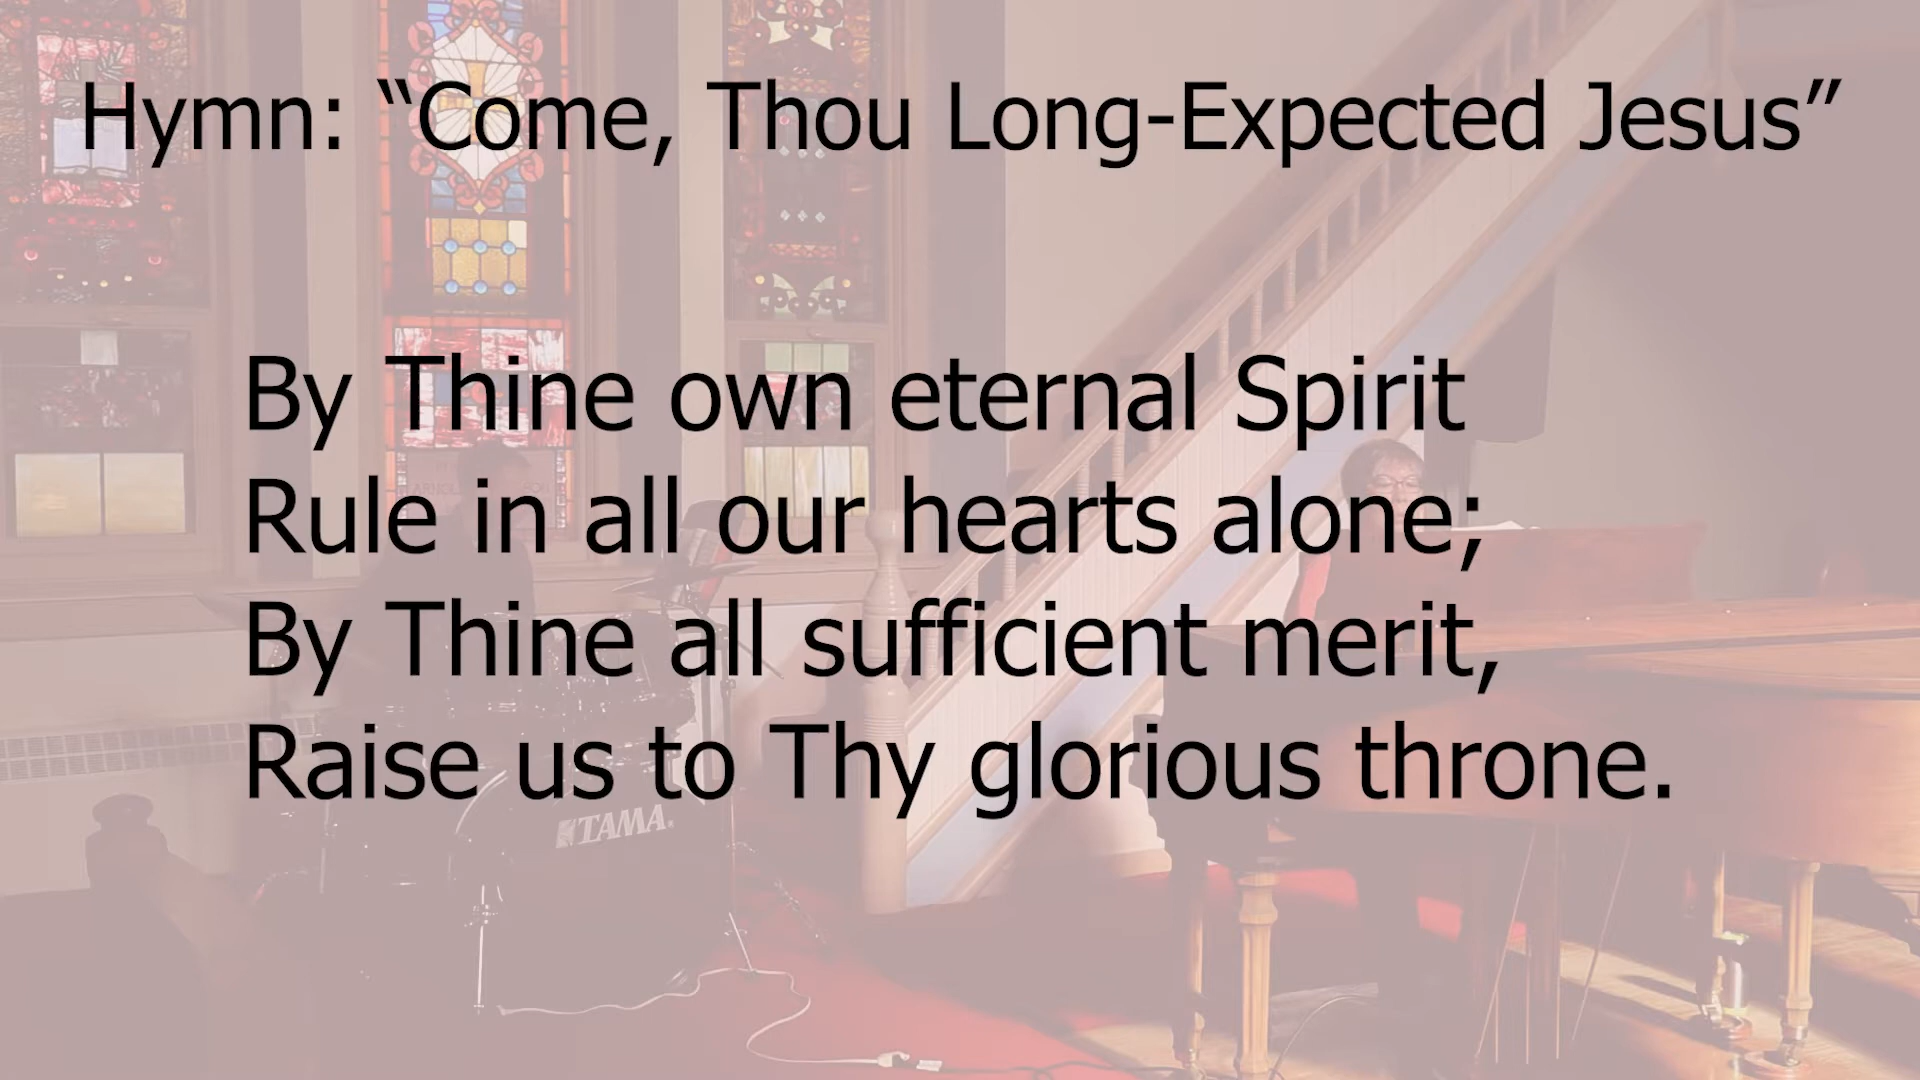 Hymn: “Come, Thou Long-Expected Jesus”
By Thine own eternal Spirit
Rule in all our hearts alone;
By Thine all sufficient merit,
Raise us to Thy glorious throne.
TAMA